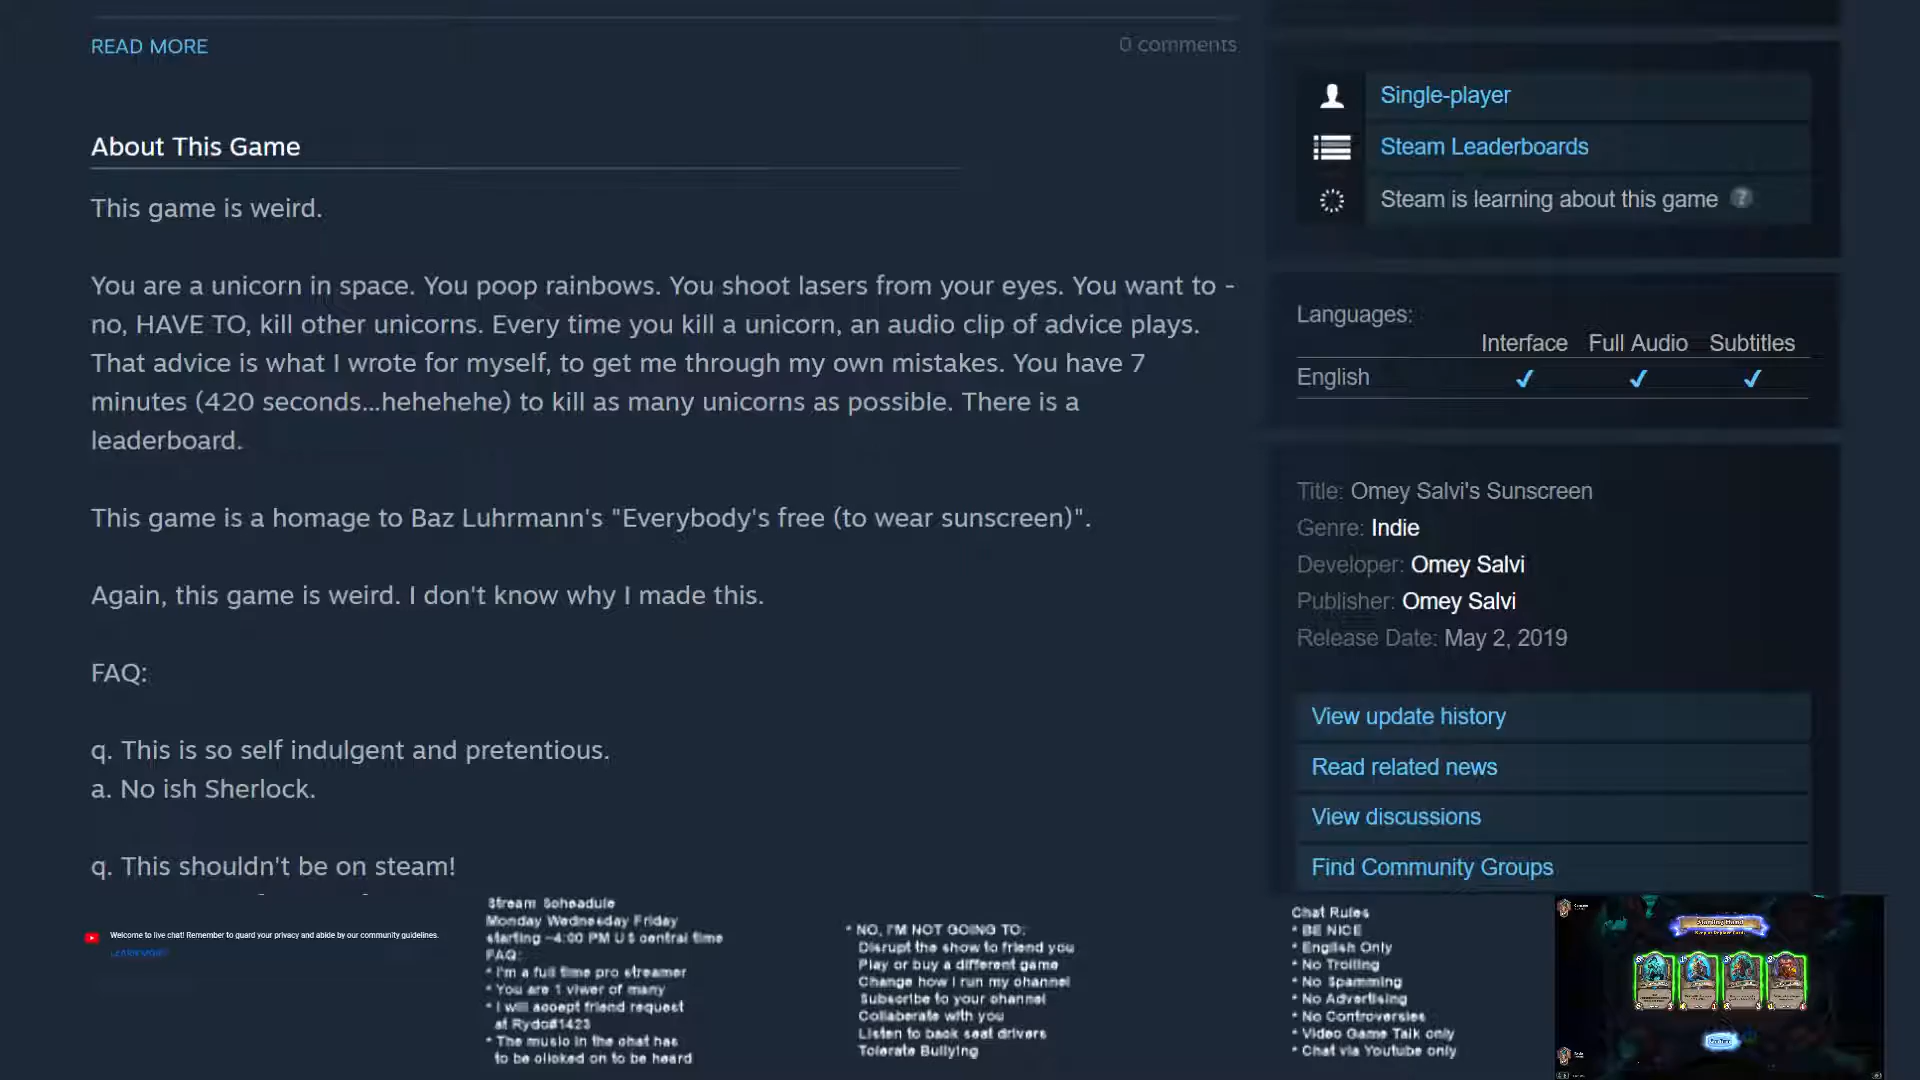 READ MORE
0 comments
About This Game
This game is weird.
You are a unicorn in space. You poop rainbows. You shoot lasers from your eyes. You want to -
no, HAVE TO, kill other unicorns. Every time you kill a unicorn, an audio clip of advice plays.
That advice is what I wrote for myself, to get me through my own mistakes. You have 7
minutes (420 seconds...hehehehe) to kill as many unicorns as possible. There is a
leaderboard.
This game is a homage to Baz Luhrmann's "Everybody's free (to wear sunscreen)".
Again, this game is weird. I don't know why I made this.
FAQ:
q. This is so self indulgent and pretentious.
a. No ish Sherlock.
q. This shouldn't be on steam!
Single-player
Steam Leaderboards
Steam is learning about this game ?
Languages:
Interface Full Audio Subtitles
English ✓ ✓ ✓
Title: Omey Salvi's Sunscreen
Genre: Indie
Developer: Omey Salvi
Publisher: Omey Salvi
Release Date: May 2, 2019
View update history
Read related news
View discussions
Find Community Groups
Welcome to live chat! Remember to guard your privacy and abide by our community guidelines.
LEARN MORE
Stream Scheadule
Monday Wednesday Friday
starting ~4:00 PM US central time
FAQ:
* I'm a full time pro streamer
* You are 1 viwer of many
* I will accept friend request
at Rydo#1423
* The music in the chat has
to be clicked on to be heard
* NO, I'M NOT GOING TO:
Disrupt the show to friend you
Play or buy a different game
Change how I run my channel
Subscribe to your channel
Collaberate with you
Listen to back seat drivers
Tolerate Bullying
Chat Rules
* BE NICE
* English Only
* No Trolling
* No Spamming
* No Advertising
* No Controversies
* Video Game Talk only
* Chat via Youtube only
Starting Hand